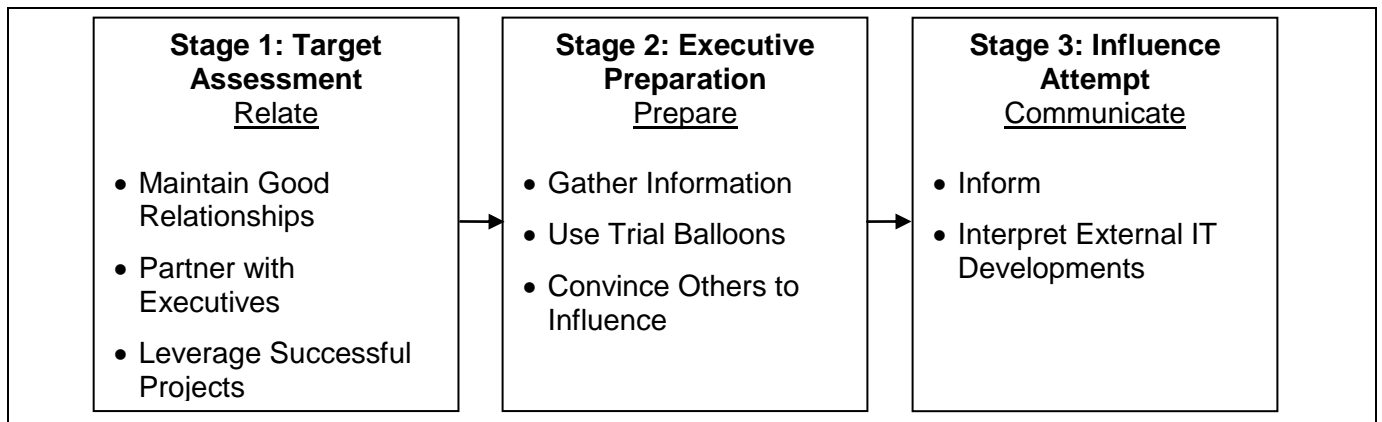 Stage 1: Target
Assessment
Relate
• Maintain Good
Relationships
• Partner with
Executives
• Leverage Successful
Projects
Stage 2: Executive
Preparation
Prepare
• Gather Information
• Use Trial Balloons
• Convince Others to
Influence
Stage 3: Influence
Attempt
Communicate
• Inform
• Interpret External IT
Developments